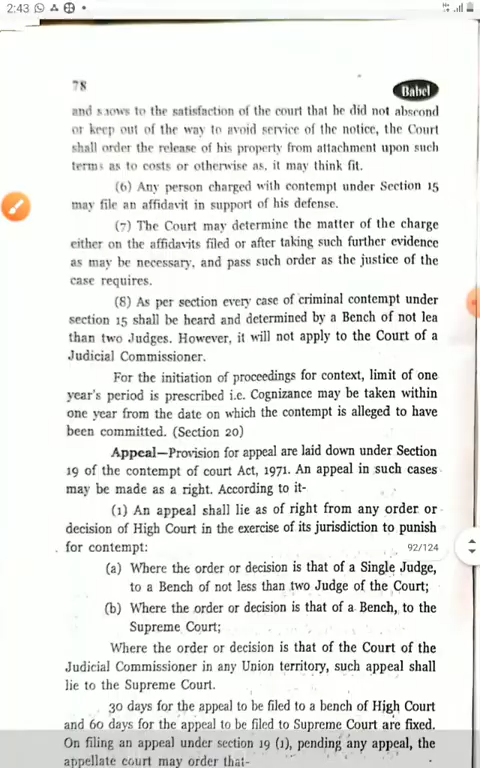 2:43
78
Babel
and shows to the satisfaction of the court that he did not abscond
or keep out of the way to avoid service of the notice, the Court
shall order the release of his property from attachment upon such
terms as to costs or otherwise as, it may think fit.
(6) Any person charged with contempt under Section 15
may file an affidavit in support of his defense.
(7) The Court may determine the matter of the charge
either on the affidavits filed or after taking such further evidence
as may be necessary, and pass such order as the justice of the
case requires.
(8) As per section every case of criminal contempt under
section 15 shall be heard and determined by a Bench of not lea
than two Judges. However, it will not apply to the Court of a
Judicial Commissioner.
For the initiation of proceedings for context, limit of one
year's period is prescribed i.e. Cognizance may be taken within
one year from the date on which the contempt is alleged to have
been committed. (Section 20)
Appeal—Provision for appeal are laid down under Section
19 of the contempt of court Act, 1971. An appeal in such cases
may be made as a right. According to it-
(1) An appeal shall lie as of right from any order or
decision of High Court in the exercise of its jurisdiction to punish
for contempt:
92/124
(a) Where the order or decision is that of a Single Judge,
to a Bench of not less than two Judge of the Court;
(b) Where the order or decision is that of a Bench, to the
Supreme Court;
Where the order or decision is that of the Court of the
Judicial Commissioner in any Union territory, such appeal shall
lie to the Supreme Court.
30 days for the appeal to be filed to a bench of High Court
and 60 days for the appeal to be filed to Supreme Court are fixed.
On filing an appeal under section 19 (1), pending any appeal, the
appellate court may order that-